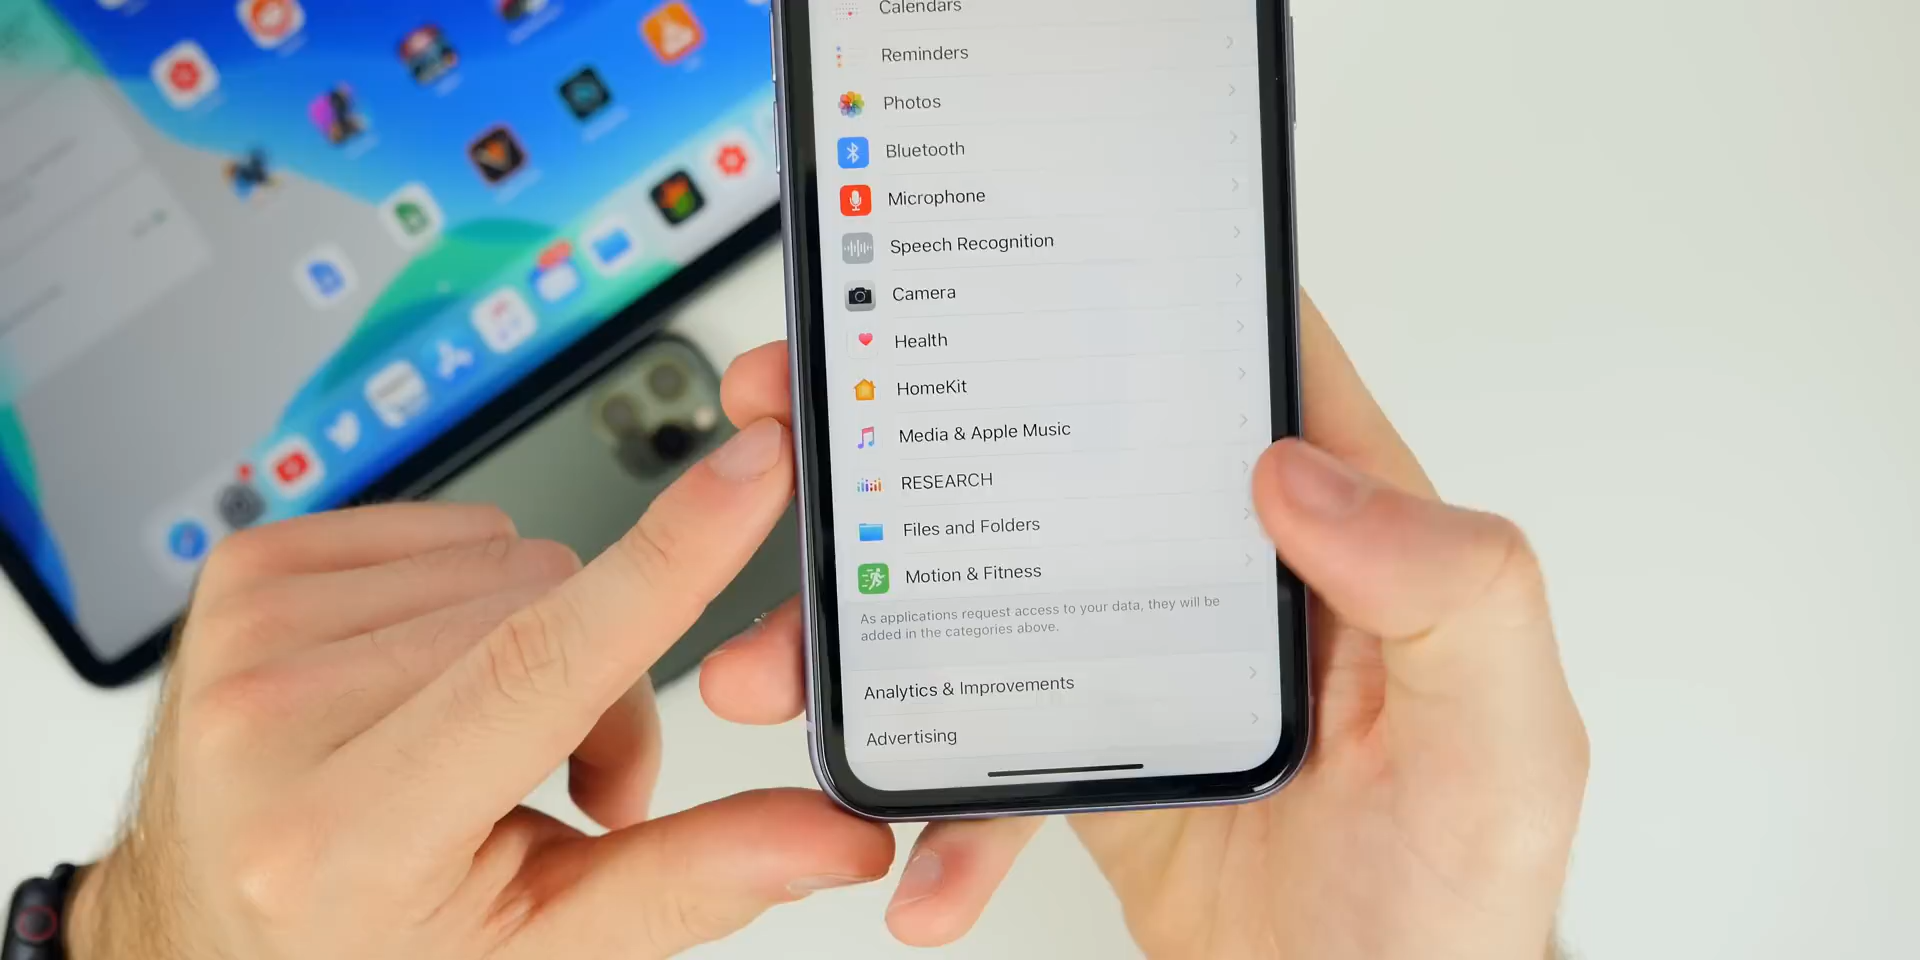 Calendars
Reminders
Photos
Bluetooth
Microphone
Speech Recognition
Camera
Health
HomeKit
Media & Apple Music
RESEARCH
Files and Folders
Motion & Fitness
As applications request access to your data, they will be
added in the categories above.
Analytics & Improvements
Advertising